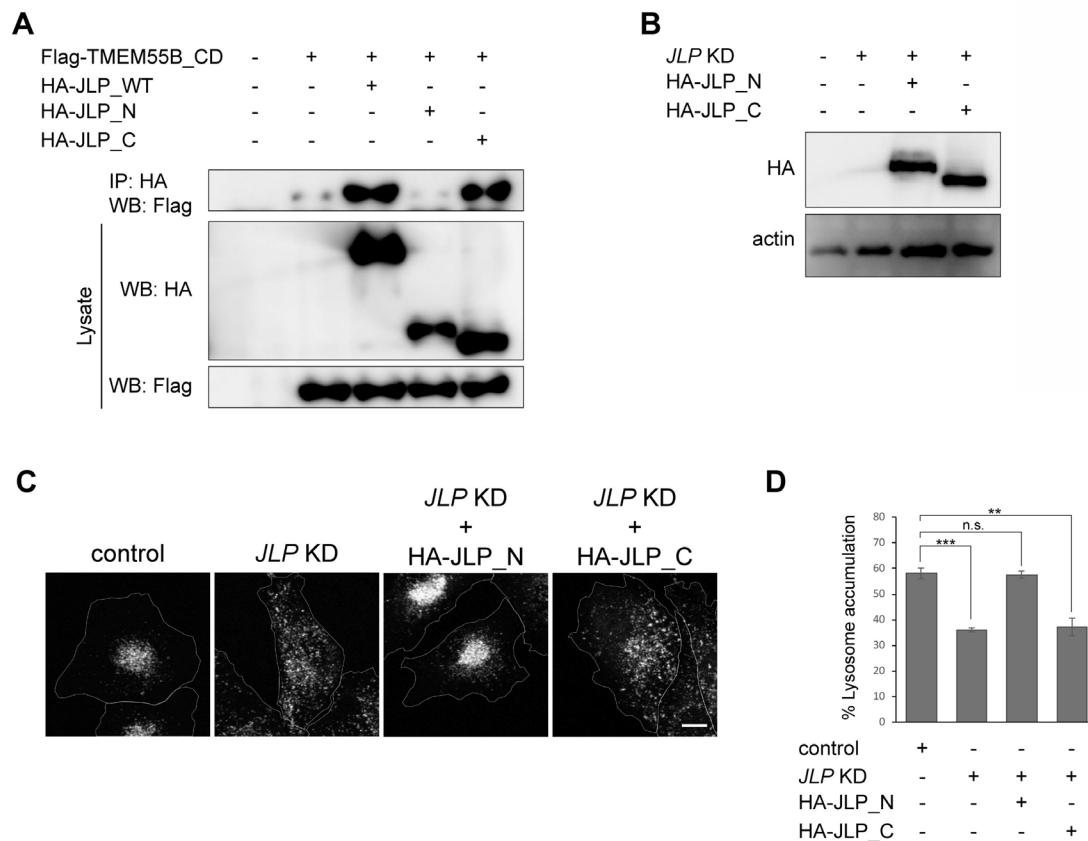 A
Flag-TMEM55B_CD - + + + +
HA-JLP_WT - - + - -
HA-JLP_N - - - + -
HA-JLP_C - - - - +
IP: HA
WB: Flag
Lysate
WB: HA
WB: Flag
B
JLP KD - + + +
HA-JLP_N - - + -
HA-JLP_C - - - +
HA
actin
C
control
JLP KD
JLP KD
+
HA-JLP_N
JLP KD
+
HA-JLP_C
D
% Lysosome accumulation
80
70
60
50
40
30
20
10
0
**
n.s.
***
control + - - -
JLP KD - + + +
HA-JLP_N - - + -
HA-JLP_C - - - +